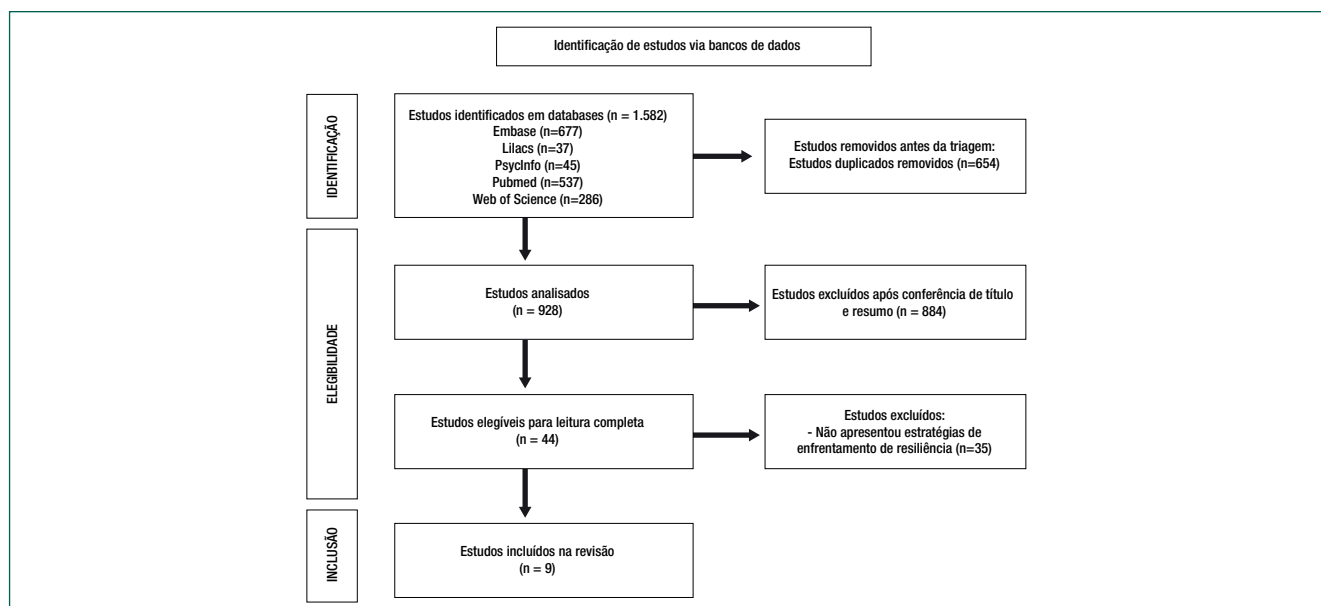 Identificação de estudos via bancos de dados
IDENTIFICAÇÃO
Estudos identificados em databases (n = 1.582)
Embase (n=677)
Lilacs (n=37)
PsycInfo (n=45)
Pubmed (n=537)
Web of Science (n=286)
Estudos removidos antes da triagem:
Estudos duplicados removidos (n=654)
ELEGIBILIDADE
Estudos analisados
(n = 928)
Estudos excluídos após conferência de título
e resumo (n = 884)
Estudos elegíveis para leitura completa
(n = 44)
Estudos excluídos:
- Não apresentou estratégias de
enfrentamento de resiliência (n=35)
INCLUSÃO
Estudos incluídos na revisão
(n = 9)